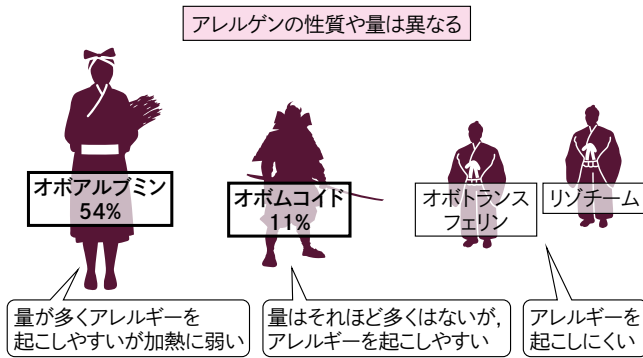 アレルゲンの性質や量は異なる
オボアルブミン
54%
オボムコイド
11%
オボトランス
フェリン
リゾチーム
量が多くアレルギーを
起こしやすいが加熱に弱い
量はそれほど多くはないが,
アレルギーを起こしやすい
アレルギーを
起こしにくい